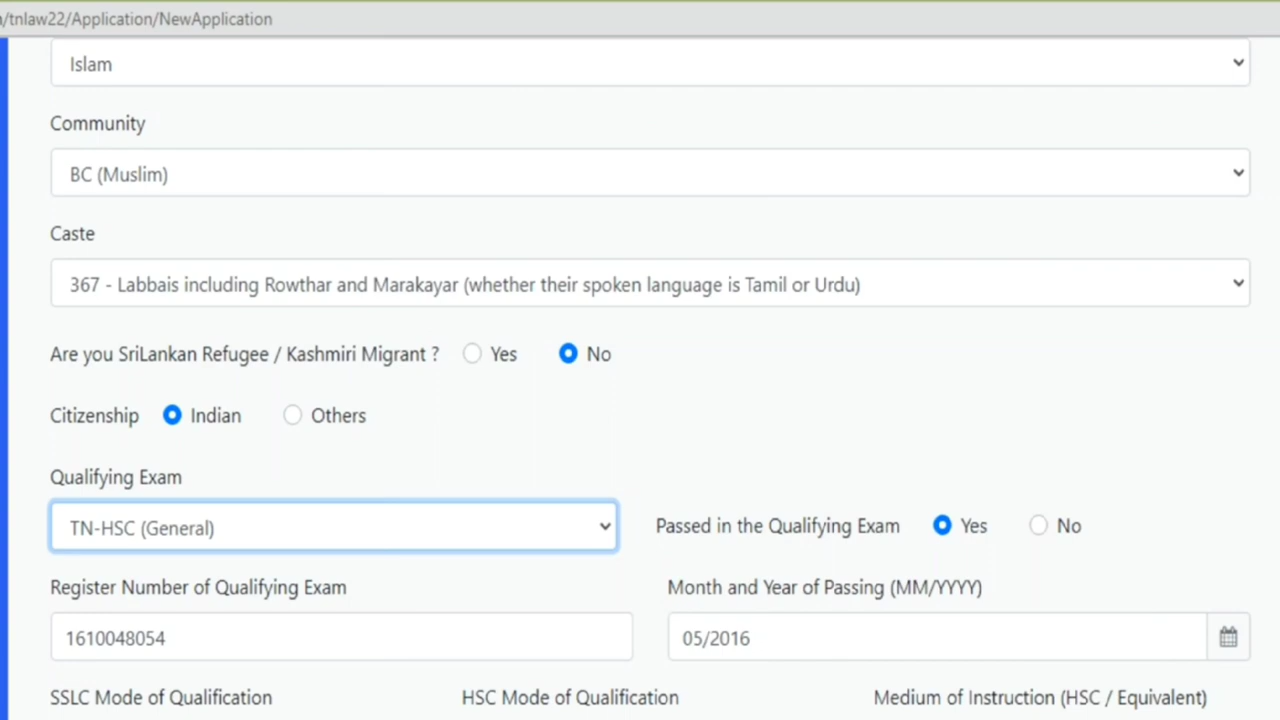 /tnlaw22/Application/NewApplication
Islam
Community
BC (Muslim)
Caste
367 - Labbais including Rowthar and Marakayar (whether their spoken language is Tamil or Urdu)
Are you SriLankan Refugee / Kashmiri Migrant ? Yes No
Citizenship Indian Others
Qualifying Exam
TN-HSC (General) Passed in the Qualifying Exam Yes No
Register Number of Qualifying Exam Month and Year of Passing (MM/YYYY)
1610048054 05/2016
SSLC Mode of Qualification HSC Mode of Qualification Medium of Instruction (HSC / Equivalent)